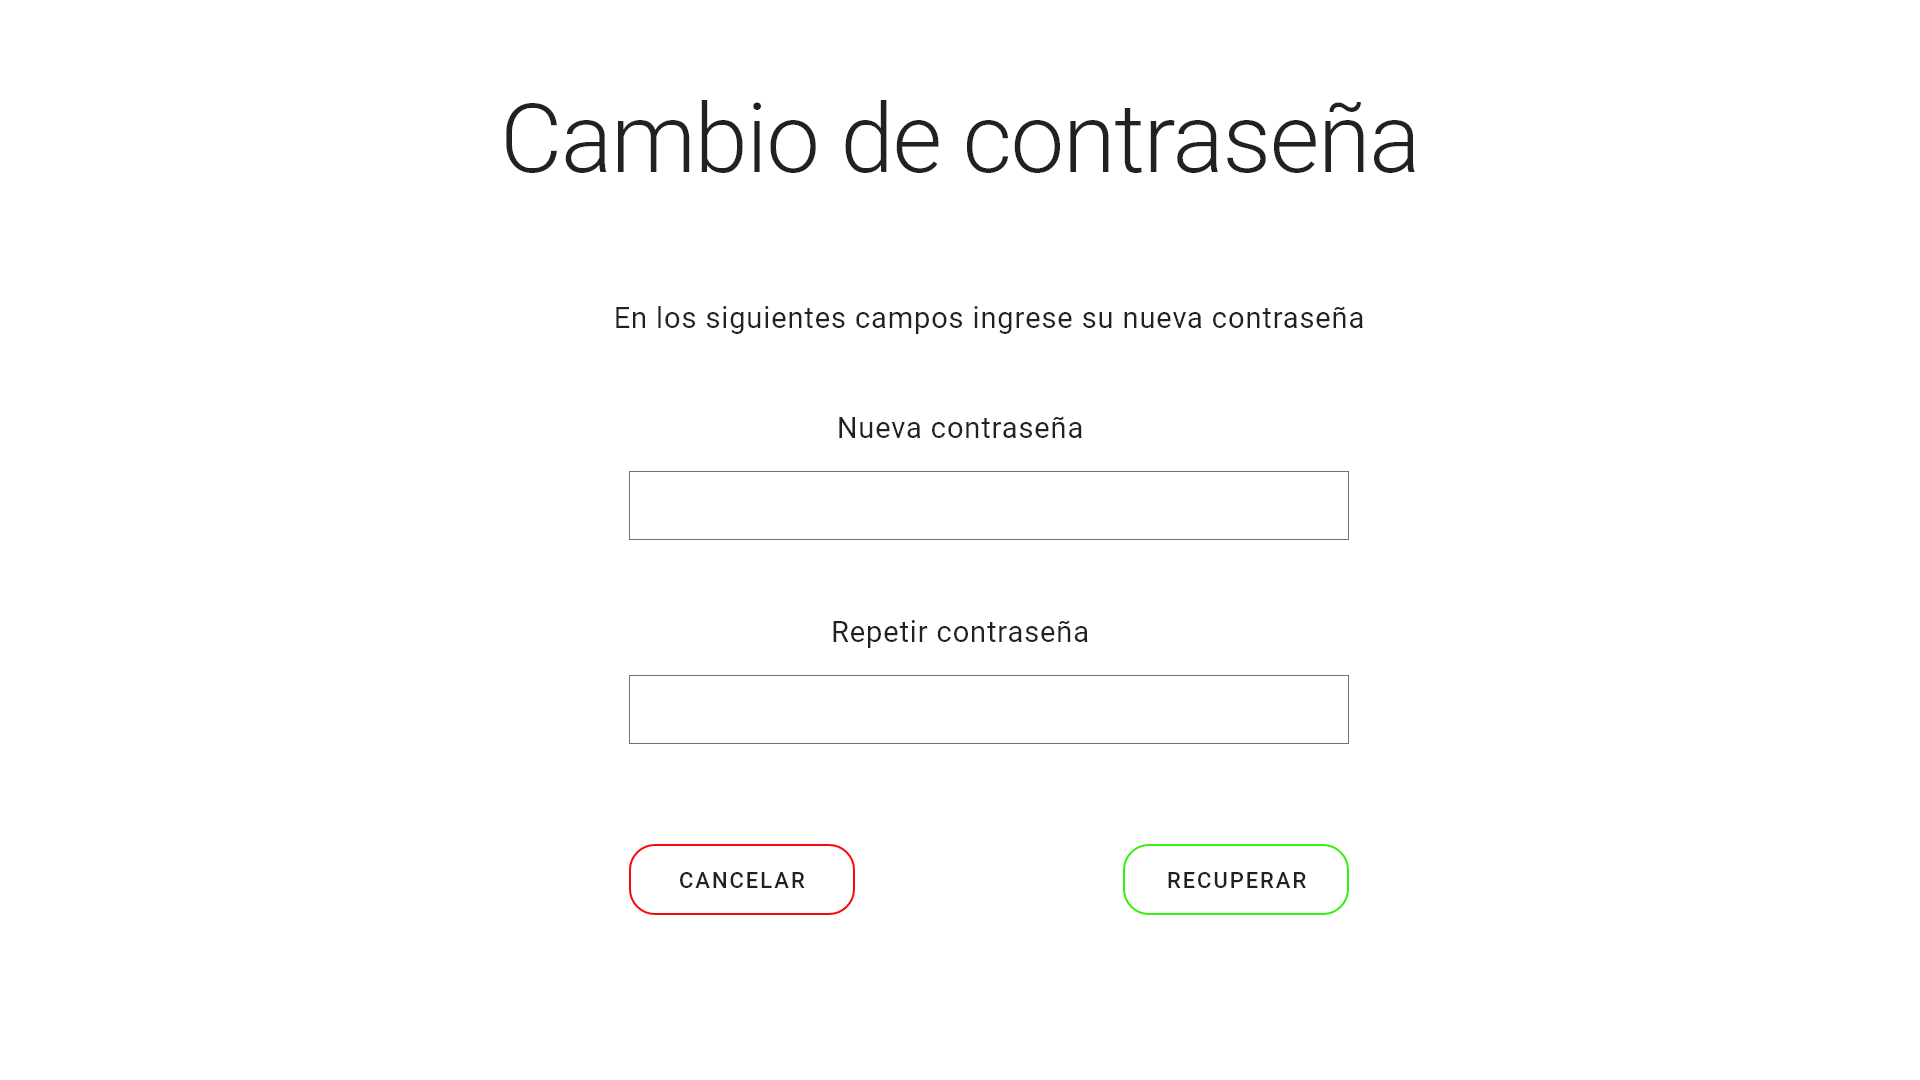 Cambio de contraseña
En los siguientes campos ingrese su nueva contraseña
Nueva contraseña
Repetir contraseña
CANCELAR
RECUPERAR